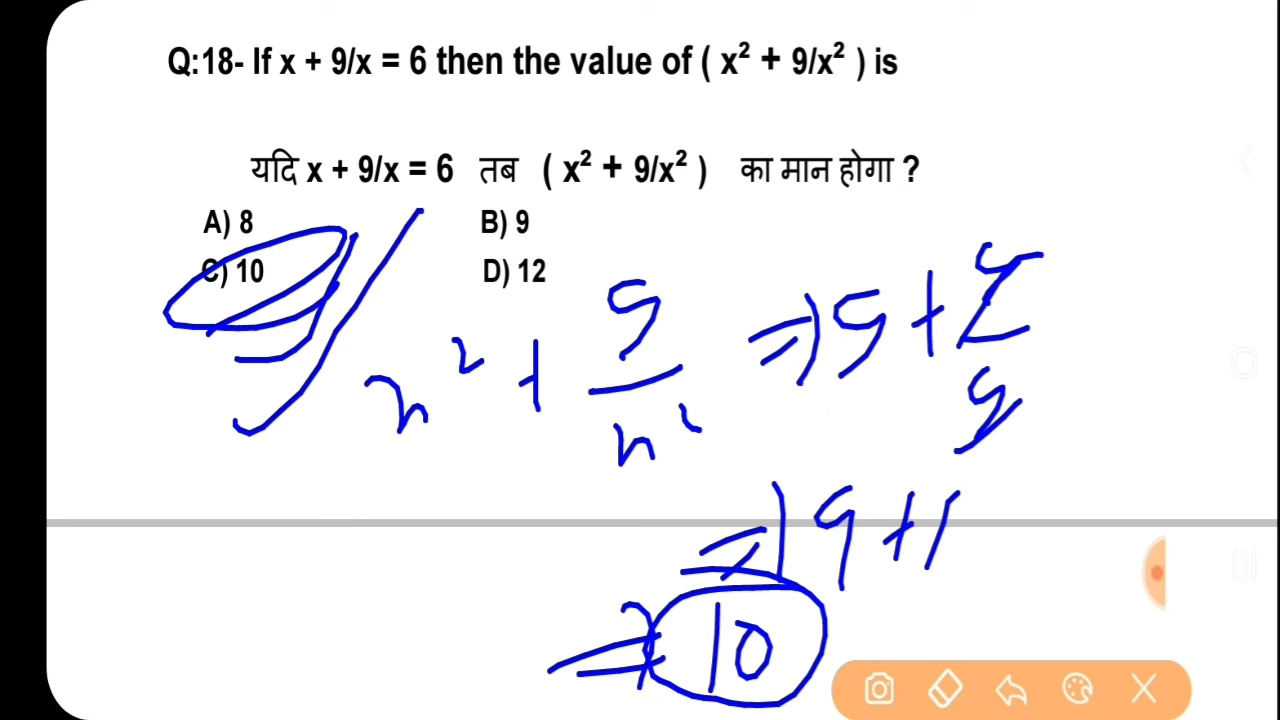 Q:18- If x + 9/x = 6 then the value of ( x² + 9/x² ) is
यदि x + 9/x = 6 तब ( x² + 9/x² ) का मान होगा ?
A) 8 B) 9
C) 10 D) 12
x² + 9/x² => 9 + 9/9
=> 9 + 1
=> 10